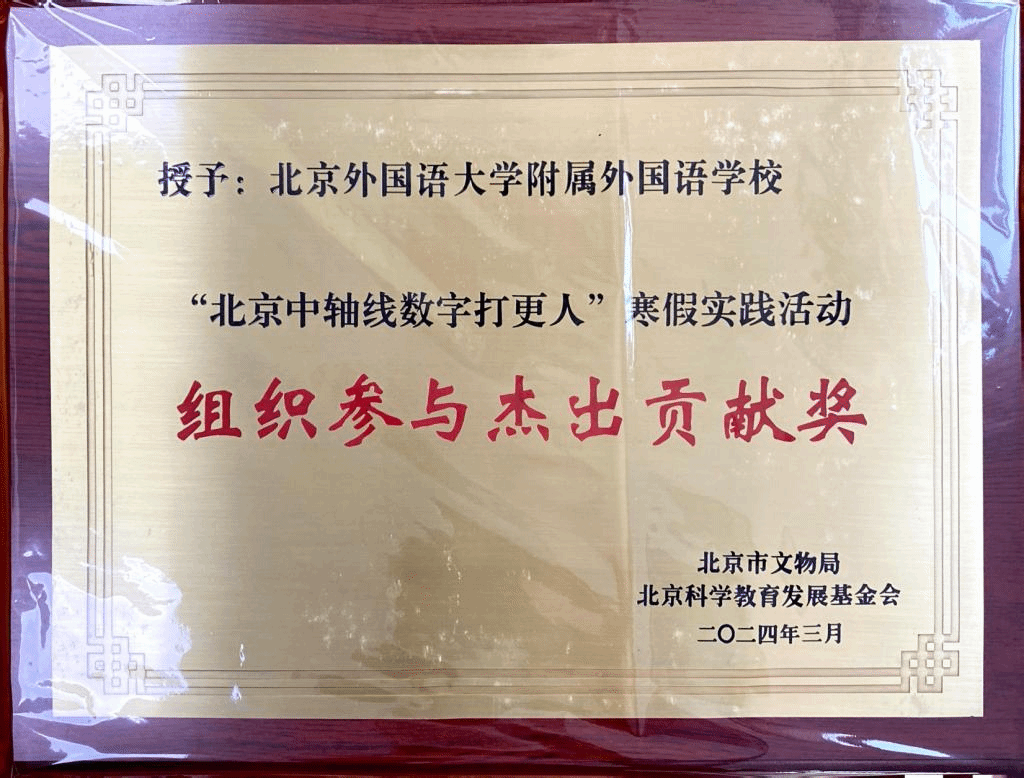 授予：北京外国语大学附属外国语学校
“北京中轴线数字打更人”寒假实践活动
组织参与杰出贡献奖
北京市文物局
北京科学教育发展基金会
二〇二四年三月